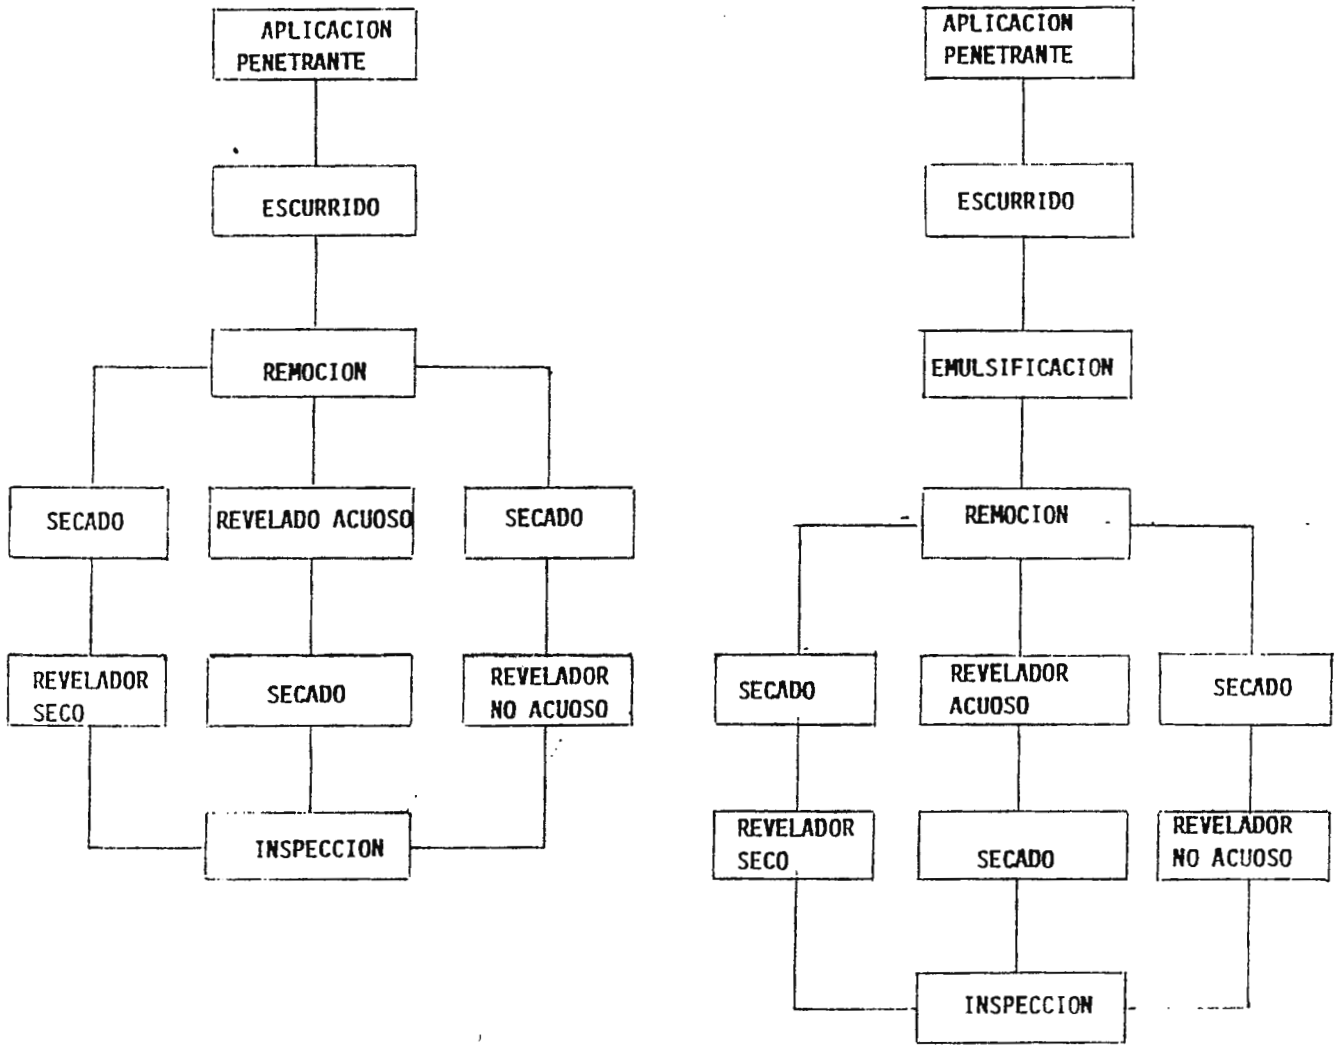 APLICACION
PENETRANTE
ESCURRIDO
REMOCION
SECADO
REVELADO ACUOSO
SECADO
REVELADOR
SECO
SECADO
REVELADOR
NO ACUOSO
INSPECCION
APLICACION
PENETRANTE
ESCURRIDO
EMULSIFICACION
REMOCION
SECADO
REVELADOR
ACUOSO
SECADO
REVELADOR
SECO
SECADO
REVELADOR
NO ACUOSO
INSPECCION